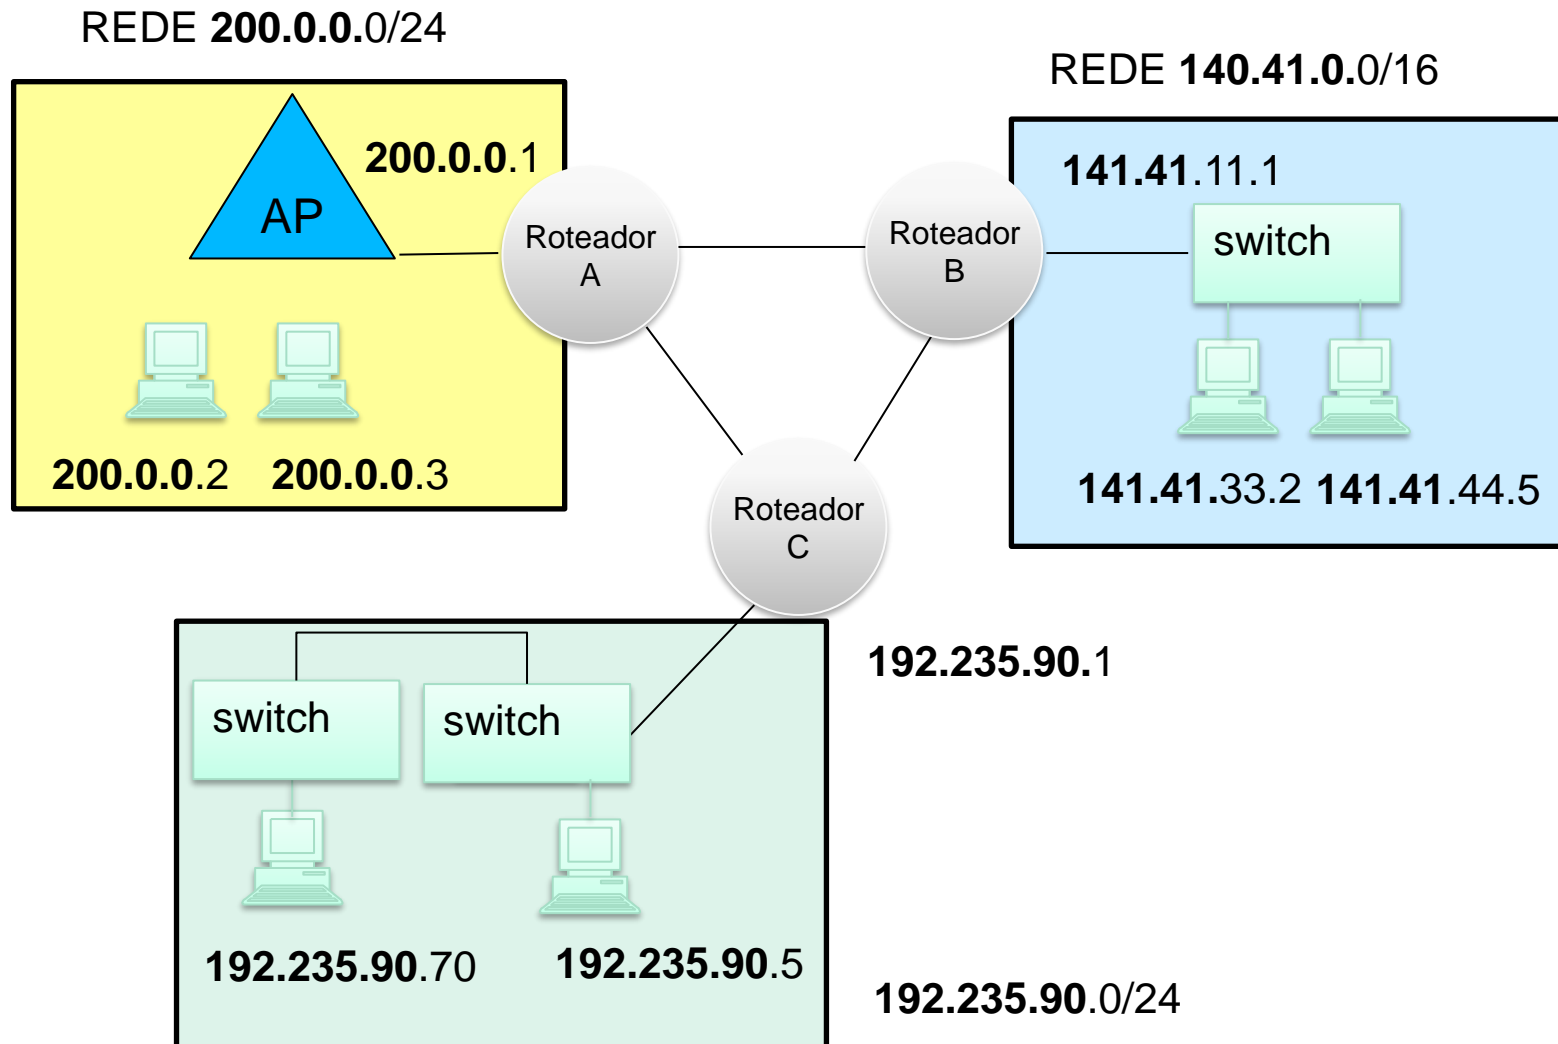 REDE 200.0.0.0/24
REDE 140.41.0.0/16
200.0.0.1
AP
Roteador
A
Roteador
B
141.41.11.1
switch
200.0.0.2 200.0.0.3
141.41.33.2 141.41.44.5
Roteador
C
192.235.90.1
switch
switch
192.235.90.70
192.235.90.5
192.235.90.0/24